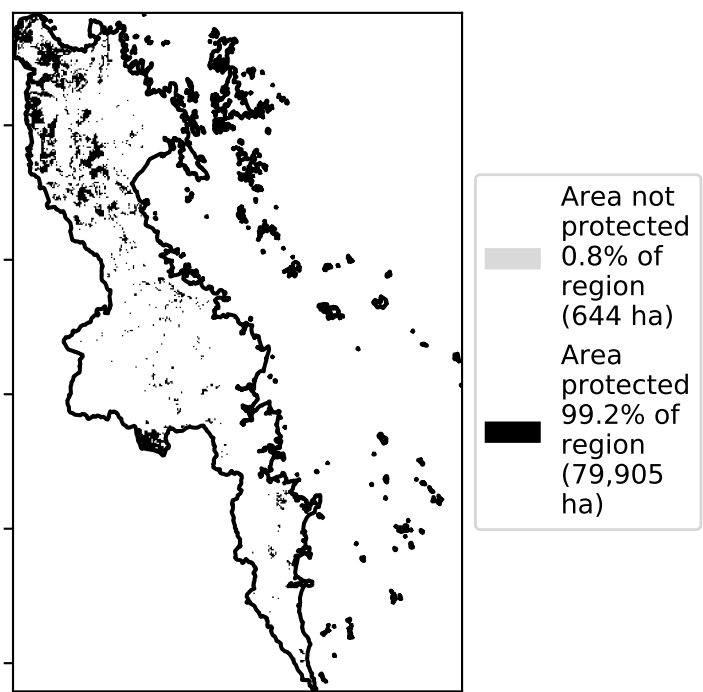 Area not
protected
0.8% of
region
(644 ha)
Area
protected
99.2% of
region
(79,905
ha)